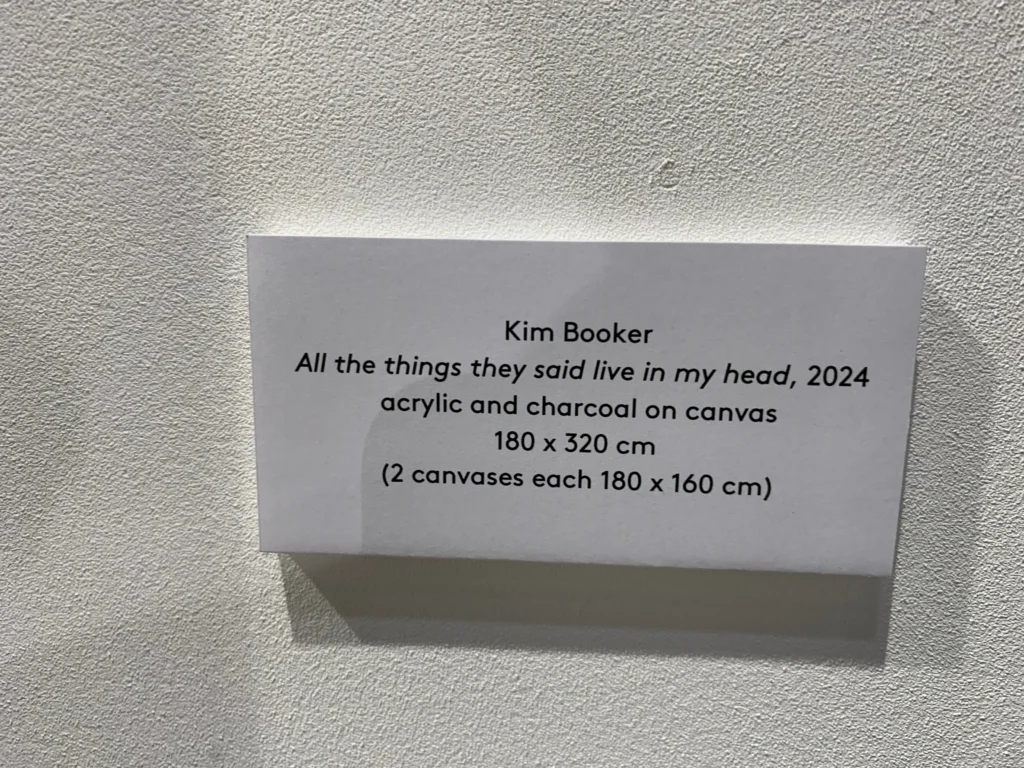 Kim Booker
All the things they said live in my head, 2024
acrylic and charcoal on canvas
180 x 320 cm
(2 canvases each 180 x 160 cm)